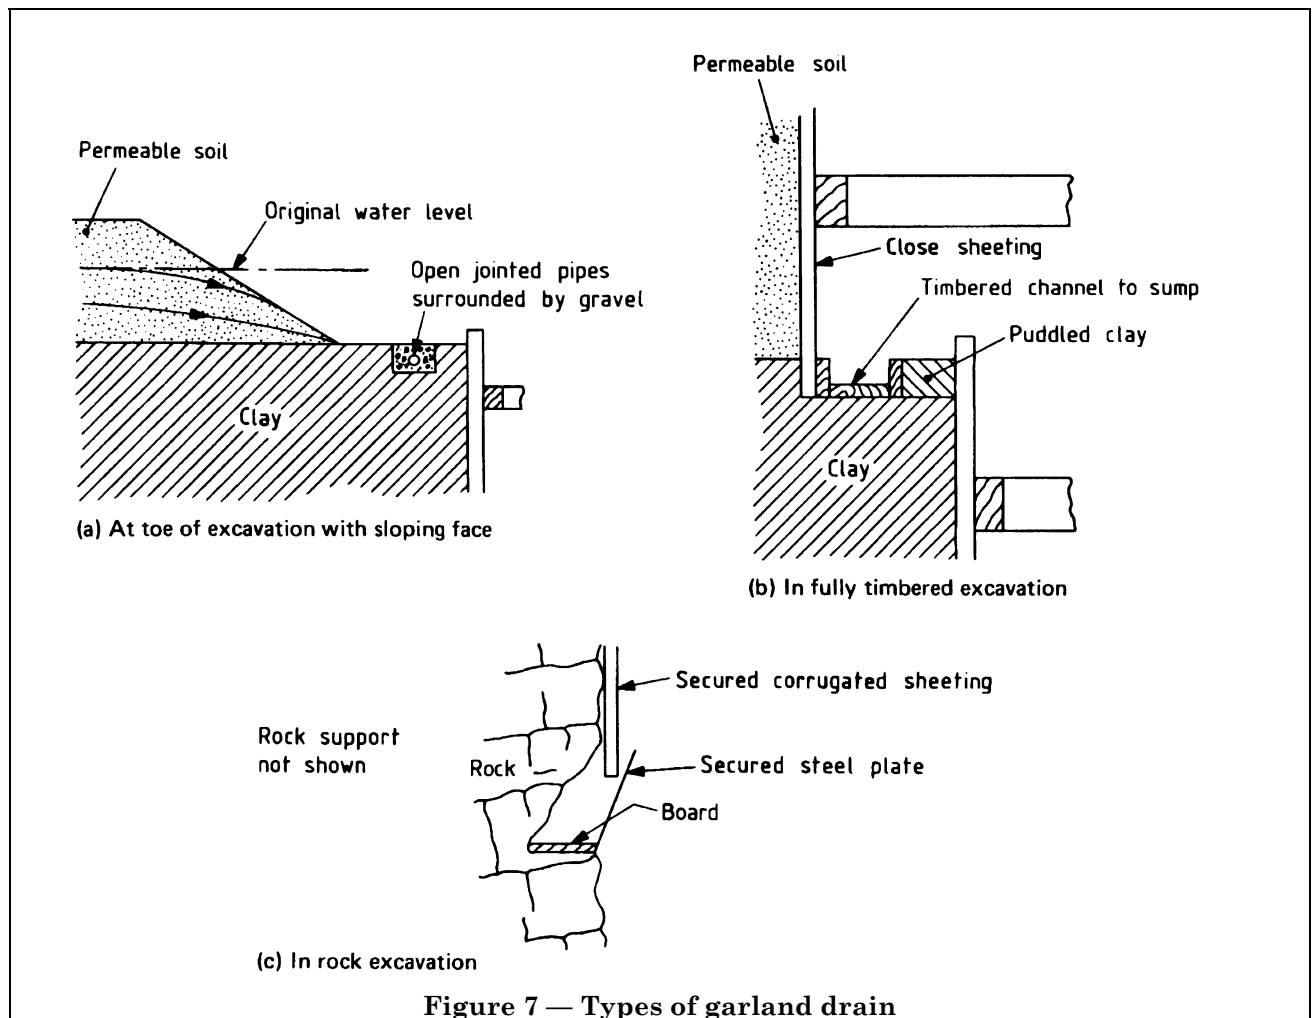 Permeable soil
Original water level
Open jointed pipes
surrounded by gravel
Clay
(a) At toe of excavation with sloping face
Permeable soil
Close sheeting
Timbered channel to sump
Puddled clay
Clay
(b) In fully timbered excavation
Secured corrugated sheeting
Rock support
not shown
Rock
Secured steel plate
Board
(c) In rock excavation
Figure 7 — Types of garland drain